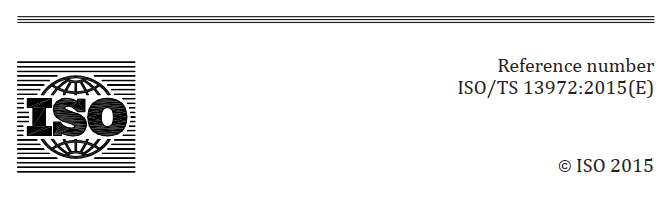 Reference number
ISO/TS 13972:2015(E)
ISO
© ISO 2015